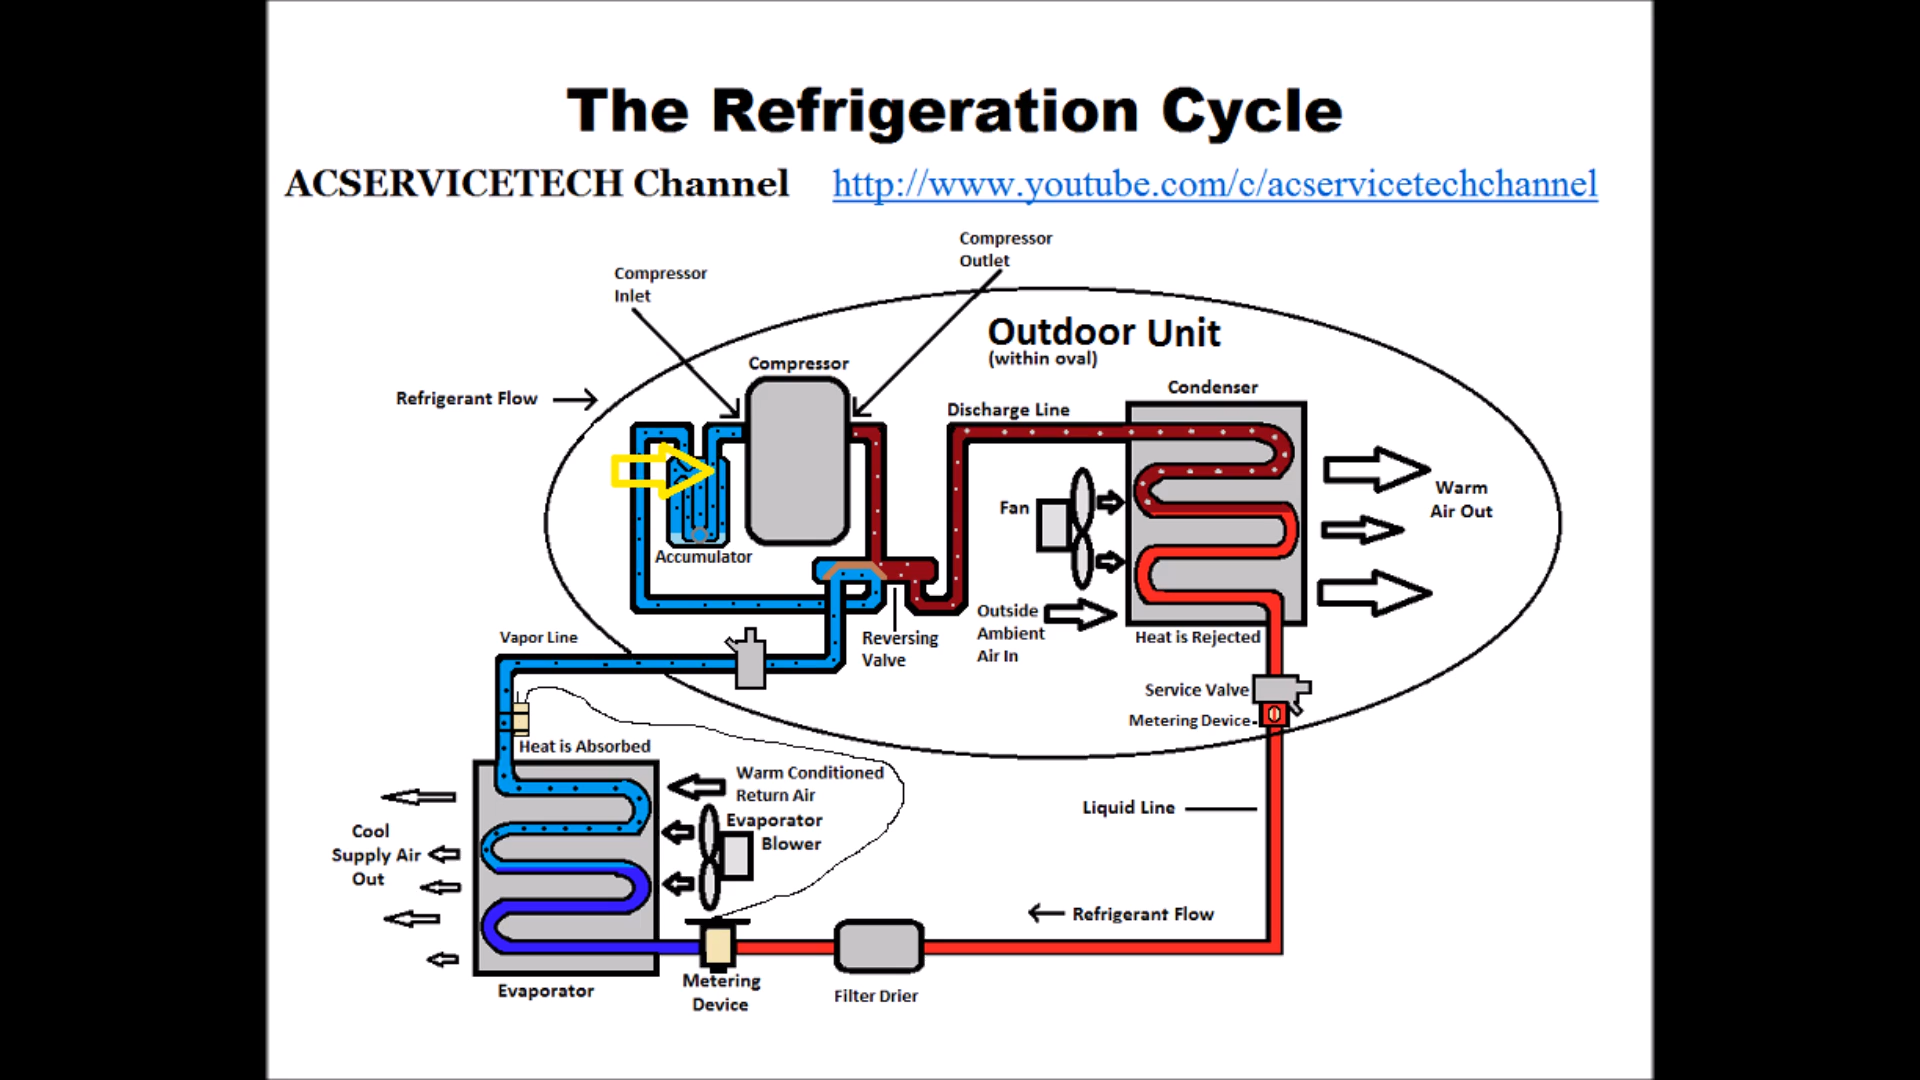 The Refrigeration Cycle
ACSERVICETECH Channel http://www.youtube.com/c/acservicetechchannel
Compressor
Outlet
Compressor
Inlet
Outdoor Unit
(within oval)
Compressor
Condenser
Refrigerant Flow
Discharge Line
Warm
Air Out
Fan
Accumulator
Outside
Ambient
Air In
Vapor Line
Reversing
Valve
Heat is Rejected
Service Valve
Metering Device
Heat is Absorbed
Warm Conditioned
Return Air
Evaporator
Blower
Liquid Line
Cool
Supply Air
Out
Refrigerant Flow
Metering
Device
Evaporator
Filter Drier